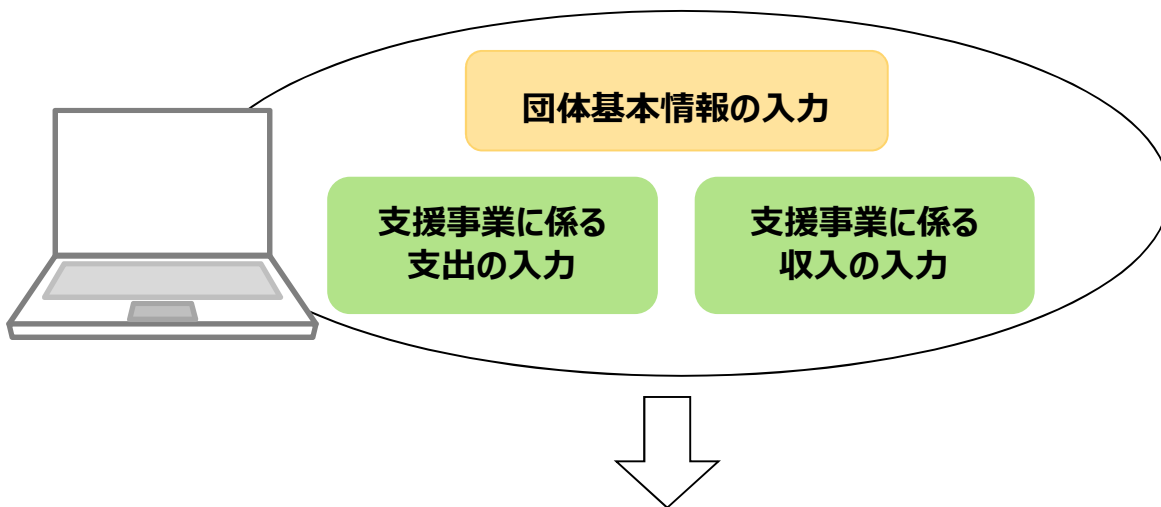 団体基本情報の入力
支援事業に係る
支出の入力
支援事業に係る
収入の入力